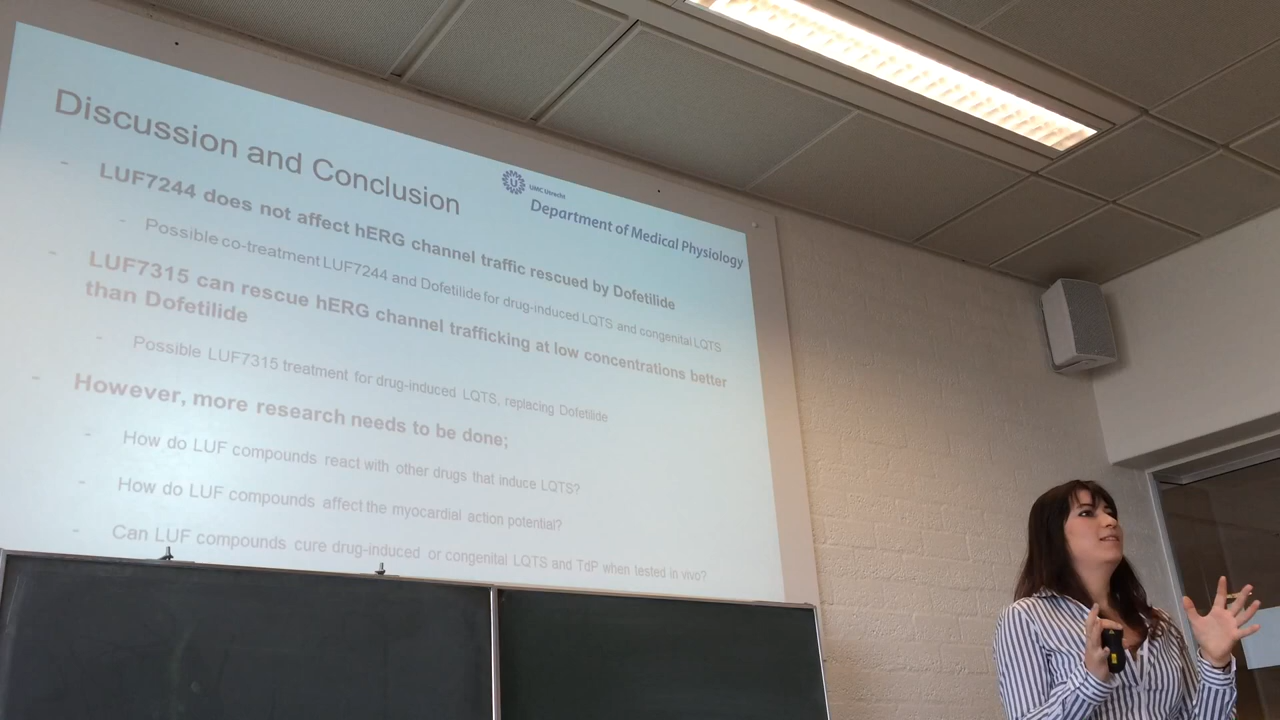 Discussion and Conclusion
UMC Utrecht
Department of Medical Physiology
- LUF7244 does not affect hERG channel traffic rescued by Dofetilide
- Possible co-treatment LUF7244 and Dofetilide for drug-induced LQTS and congenital LQTS
- LUF7315 can rescue hERG channel trafficking at low concentrations better
than Dofetilide
- Possible LUF7315 treatment for drug-induced LQTS, replacing Dofetilide
- However, more research needs to be done;
- How do LUF compounds react with other drugs that induce LQTS?
- How do LUF compounds affect the myocardial action potential?
- Can LUF compounds cure drug-induced or congenital LQTS and TdP when tested in vivo?